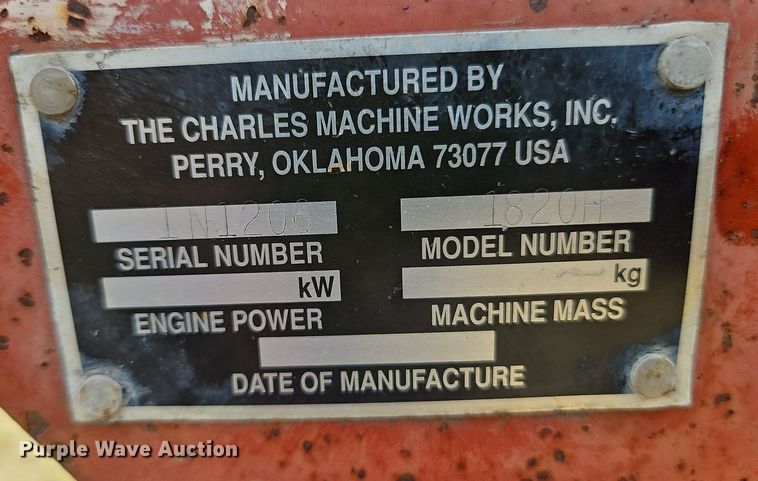 MANUFACTURED BY
THE CHARLES MACHINE WORKS, INC.
PERRY, OKLAHOMA 73077 USA
1N1206 1820H
SERIAL NUMBER MODEL NUMBER
kW kg
ENGINE POWER MACHINE MASS
DATE OF MANUFACTURE
Purple Wave Auction